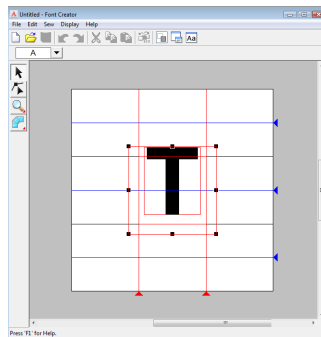 Untitled - Font Creator
File Edit Sew Display Help
A
T
Press 'F1' for Help.